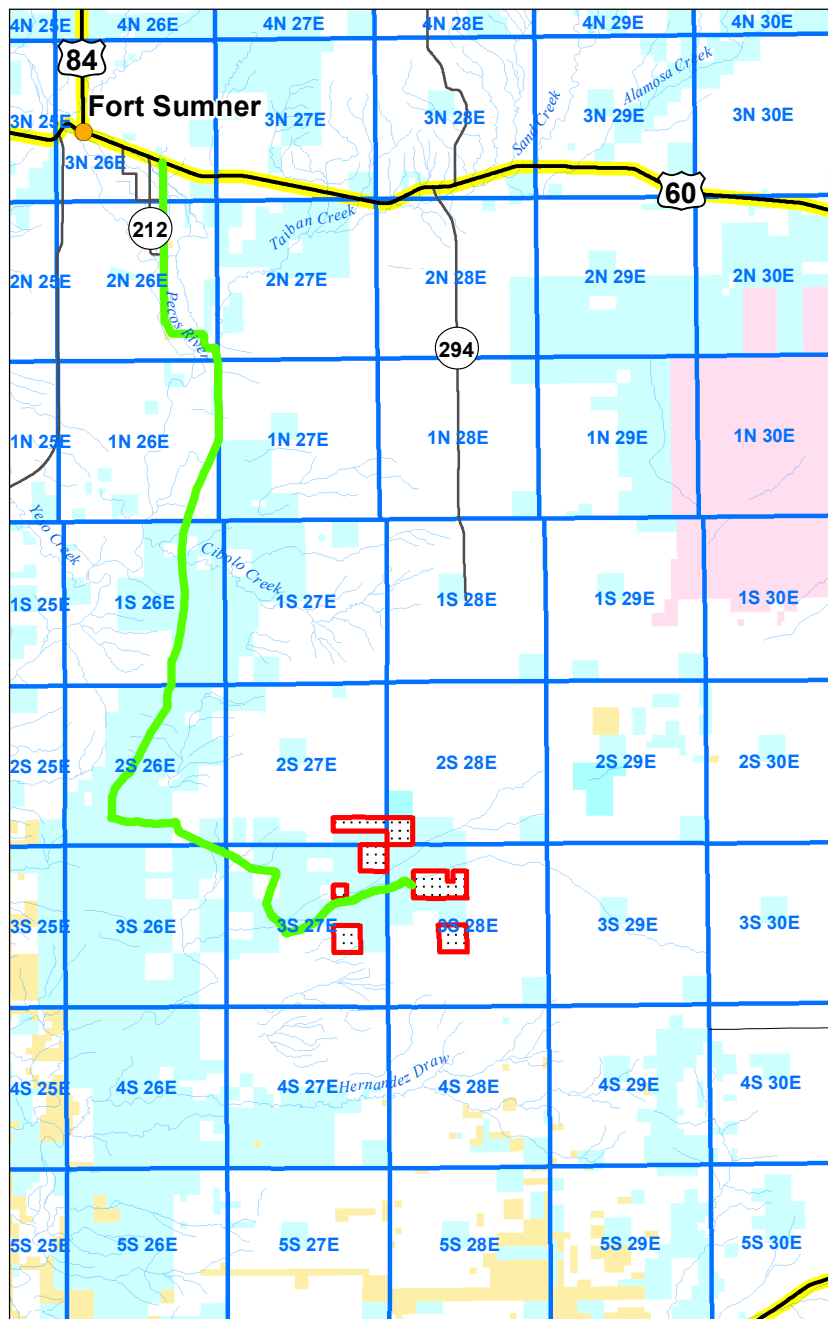 4N 25E
4N 26E
4N 27E
4N 28E
4N 29E
4N 30E
84
Fort Sumner
Alamosa Creek
Sand Creek
3N 25E
3N 26E
3N 27E
3N 28E
3N 29E
3N 30E
60
212
Taiban Creek
2N 25E
2N 26E
2N 27E
2N 28E
2N 29E
2N 30E
Pecos River
294
1N 25E
1N 26E
1N 27E
1N 28E
1N 29E
1N 30E
Yeso Creek
Cibolo Creek
1S 25E
1S 26E
1S 27E
1S 28E
1S 29E
1S 30E
2S 25E
2S 26E
2S 27E
2S 28E
2S 29E
2S 30E
3S 25E
3S 26E
3S 27E
3S 28E
3S 29E
3S 30E
Hernandez Draw
4S 25E
4S 26E
4S 27E
4S 28E
4S 29E
4S 30E
5S 25E
5S 26E
5S 27E
5S 28E
5S 29E
5S 30E